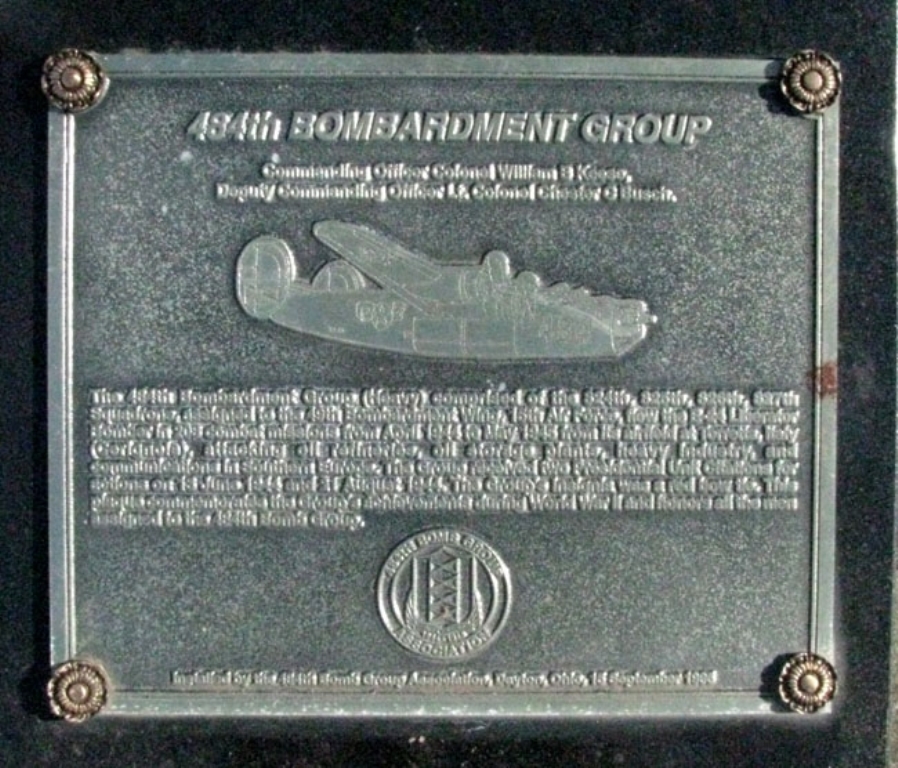 484th BOMBARDMENT GROUP
Commanding Officer Colonel William B Keese,
Deputy Commanding Officer Lt. Colonel Chester C Busch.
The 484th Bombardment Group (Heavy) comprised of the 824th, 825th, 826th, 827th
Squadrons, assigned to the 49th Bombardment Wing, 15th Air Force, flew the B-24 Liberator
bomber in combat missions from April 1944 to May 1945 from its airfield at Torretta, Italy
(Cerignola), attacking oil refineries, oil storage plants, heavy industry, and
communications in Southern Europe. The Group received two Presidential Unit Citations for
actions on 13 June 1944 and 22 August 1944. The Group's insignia was a red bow tie. This
plaque commemorates the Group's achievements during World War II and honors all the men
assigned to the 484th Bomb Group.
484TH BOMB GROUP
ASSOCIATION
Installed by the 484th Bomb Group Association, Dayton, Ohio, September